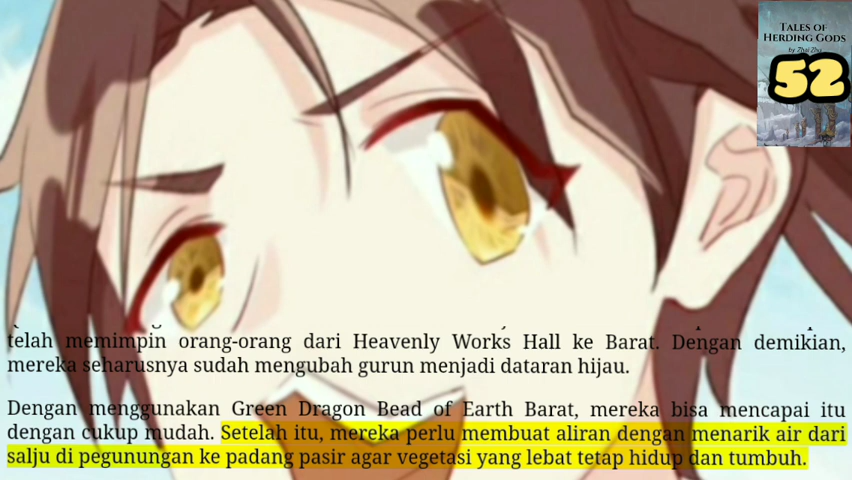 TALES OF
HERDING GODS
by Zhai Zhu
52
telah memimpin orang-orang dari Heavenly Works Hall ke Barat. Dengan demikian,
mereka seharusnya sudah mengubah gurun menjadi dataran hijau.
Dengan menggunakan Green Dragon Bead of Earth Barat, mereka bisa mencapai itu
dengan cukup mudah. Setelah itu, mereka perlu membuat aliran dengan menarik air dari
salju di pegunungan ke padang pasir agar vegetasi yang lebat tetap hidup dan tumbuh.